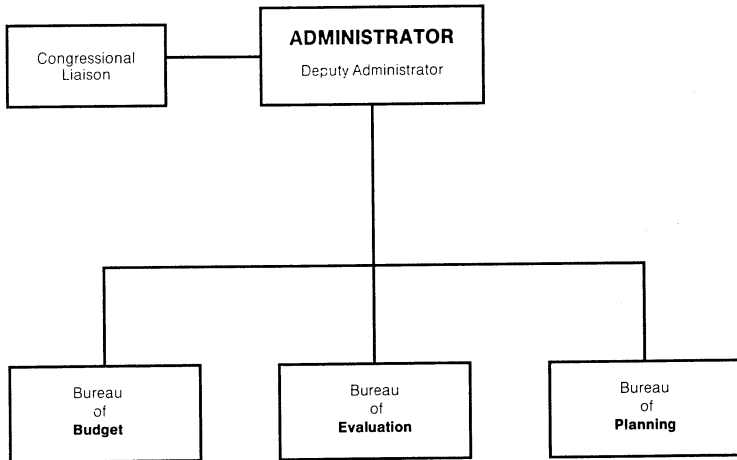 Congressional
Liaison
ADMINISTRATOR
Deputy Administrator
Bureau
of
Budget
Bureau
of
Evaluation
Bureau
of
Planning